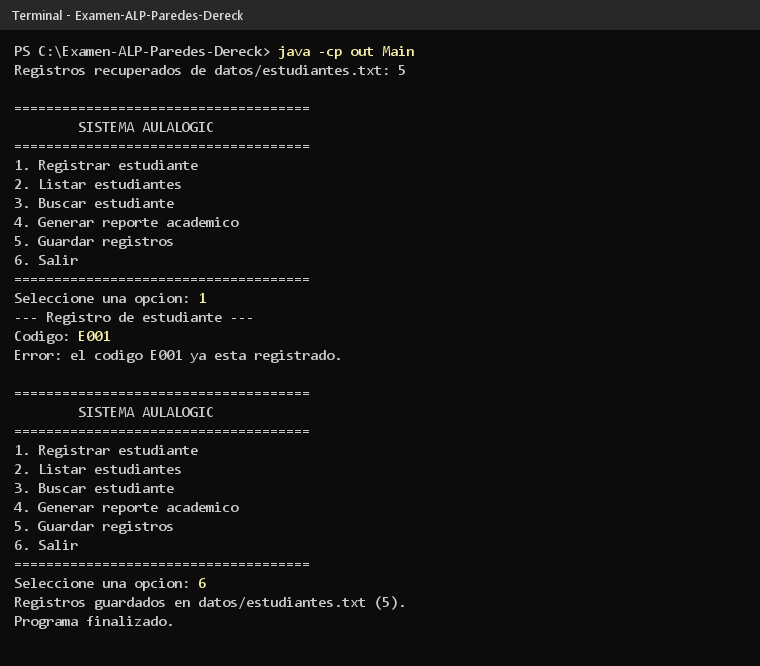 Terminal - Examen-ALP-Paredes-Dereck
PS C:\Examen-ALP-Paredes-Dereck> java -cp out Main
Registros recuperados de datos/estudiantes.txt: 5
=====================================
SISTEMA AULALOGIC
=====================================
1. Registrar estudiante
2. Listar estudiantes
3. Buscar estudiante
4. Generar reporte academico
5. Guardar registros
6. Salir
=====================================
Seleccione una opcion: 1
--- Registro de estudiante ---
Codigo: E001
Error: el codigo E001 ya esta registrado.
=====================================
SISTEMA AULALOGIC
=====================================
1. Registrar estudiante
2. Listar estudiantes
3. Buscar estudiante
4. Generar reporte academico
5. Guardar registros
6. Salir
=====================================
Seleccione una opcion: 6
Registros guardados en datos/estudiantes.txt (5).
Programa finalizado.